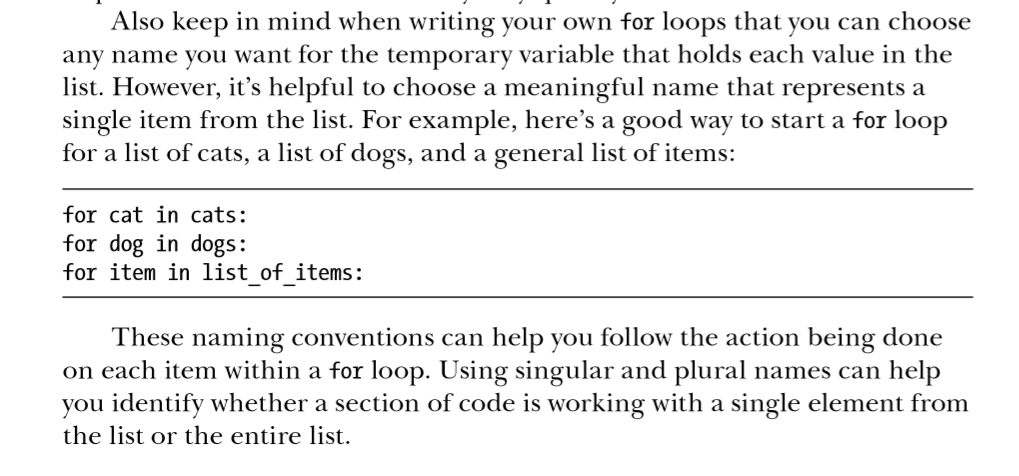 Also keep in mind when writing your own for loops that you can choose
any name you want for the temporary variable that holds each value in the
list. However, it’s helpful to choose a meaningful name that represents a
single item from the list. For example, here’s a good way to start a for loop
for a list of cats, a list of dogs, and a general list of items:
for cat in cats:
for dog in dogs:
for item in list_of_items:
These naming conventions can help you follow the action being done
on each item within a for loop. Using singular and plural names can help
you identify whether a section of code is working with a single element from
the list or the entire list.